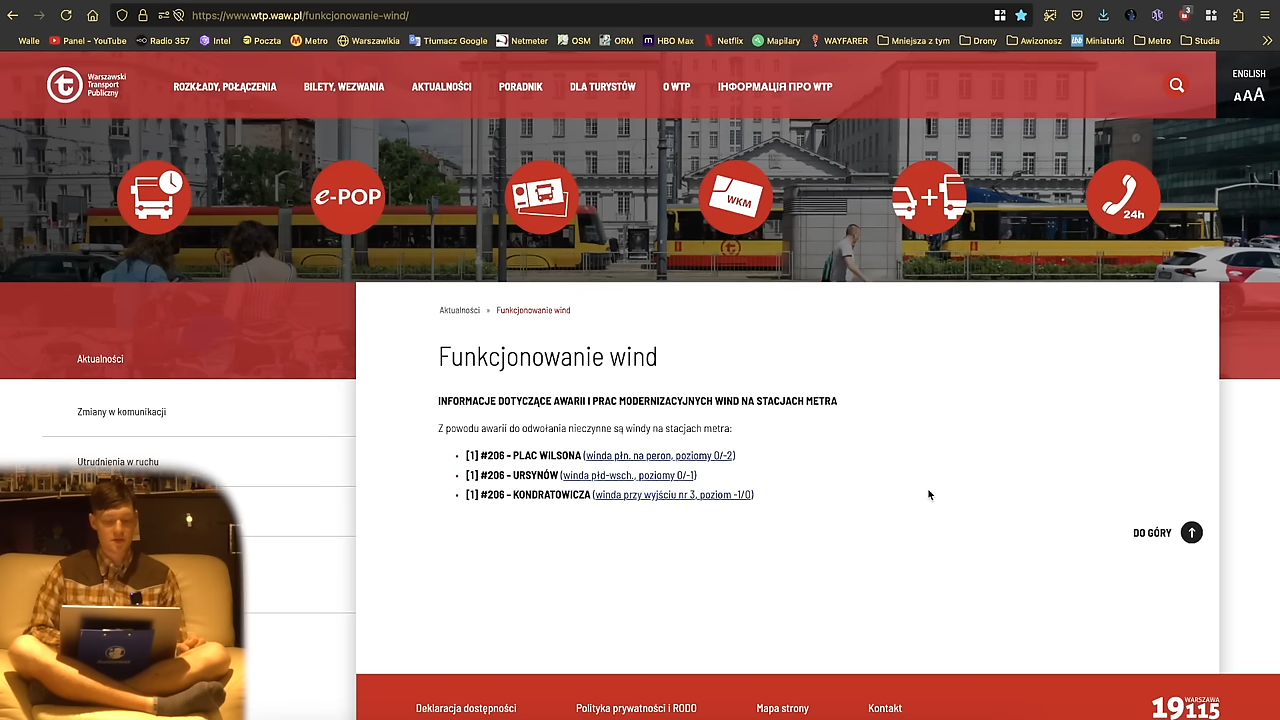 https://www.wtp.waw.pl/funkcjonowanie-wind/
3
Walle Panel - YouTube Radio 357 Intel Poczta Metro Warszawikia Tłumacz Google Netmeter OSM ORM HBO Max Netflix Mapilary WAYFARER Mniejsza z tym Drony Awizonosz Miniaturki Metro Studia
Warszawski
Transport
Publiczny
ROZKŁADY, POŁĄCZENIA BILETY, WEZWANIA AKTUALNOŚCI PORADNIK DLA TURYSTÓW O WTP ІНФОРМАЦІЯ ПРО WTP
ENGLISH
AAA
e-POP
WKM
+
24h
Aktualności » Funkcjonowanie wind
Aktualności
Zmiany w komunikacji
Utrudnienia w ruchu
Funkcjonowanie wind
INFORMACJE DOTYCZĄCE AWARII I PRAC MODERNIZACYJNYCH WIND NA STACJACH METRA
Z powodu awarii do odwołania nieczynne są windy na stacjach metra:
[1] #206 – PLAC WILSONA (winda płn. na peron, poziomy 0/-2)
[1] #206 – URSYNÓW (winda płd-wsch., poziomy 0/-1)
[1] #206 – KONDRATOWICZA (winda przy wyjściu nr 3, poziom -1/0)
DO GÓRY
Deklaracja dostępności Polityka prywatności i RODO Mapa strony Kontakt
WARSZAWA
19115